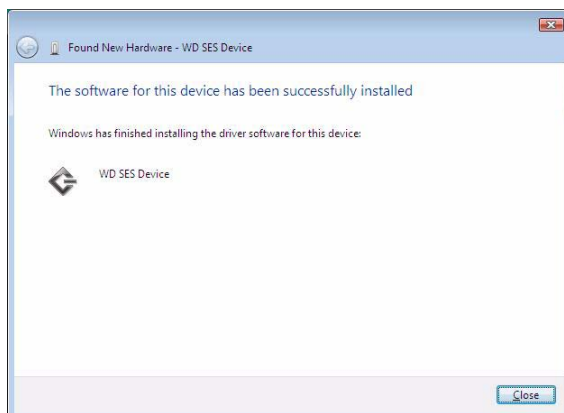 Found New Hardware - WD SES Device
The software for this device has been successfully installed
Windows has finished installing the driver software for this device:
WD SES Device
Close